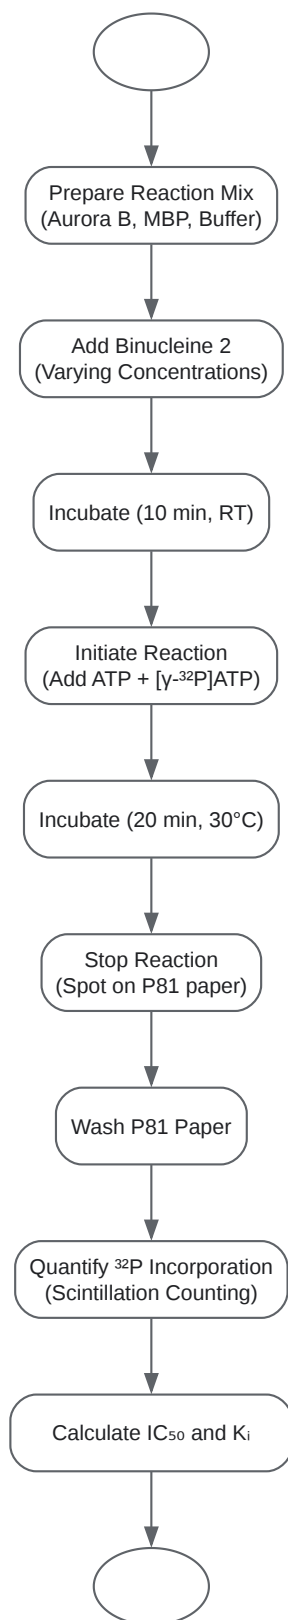 Prepare Reaction Mix
(Aurora B, MBP, Buffer)
Add Binucleine 2
(Varying Concentrations)
Incubate (10 min, RT)
Initiate Reaction
(Add ATP + [γ-³²P]ATP)
Incubate (20 min, 30°C)
Stop Reaction
(Spot on P81 paper)
Wash P81 Paper
Quantify ³²P Incorporation
(Scintillation Counting)
Calculate IC₅₀ and Kᵢ